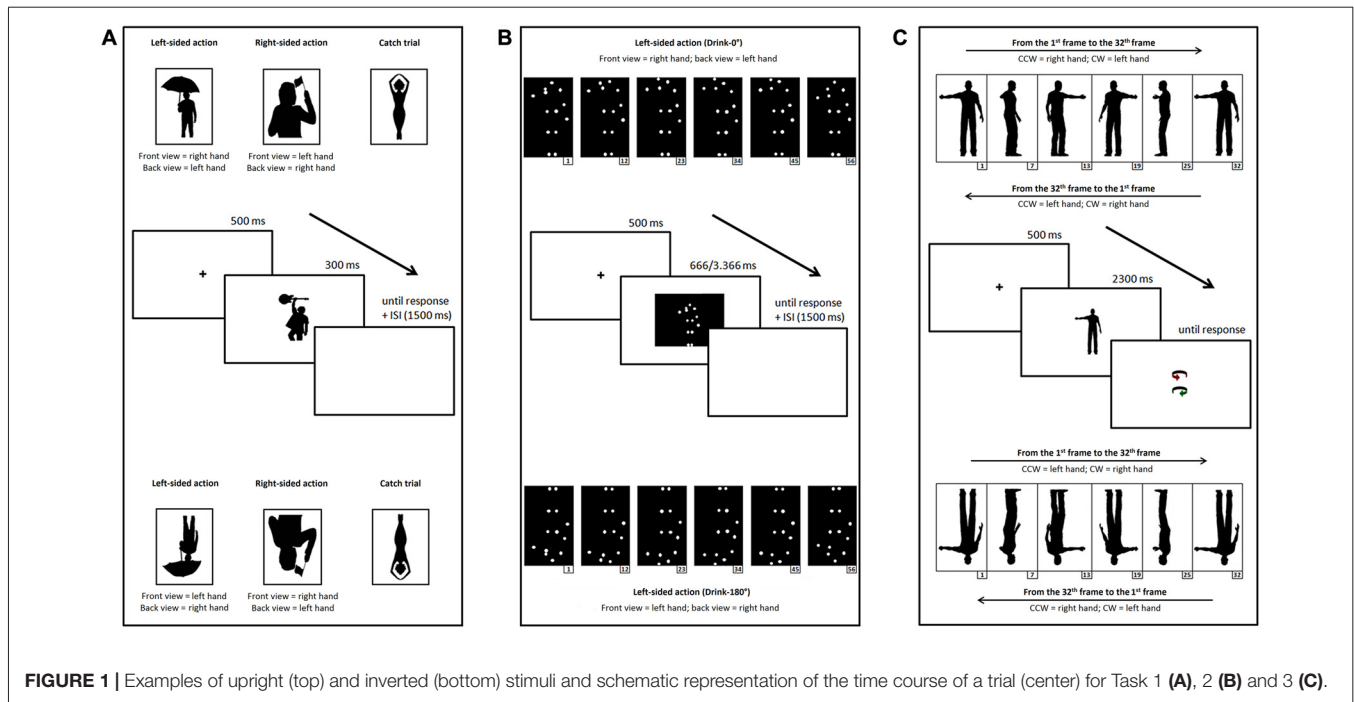 A
Left-sided action Right-sided action Catch trial
Front view = right hand Front view = left hand
Back view = left hand Back view = right hand
500 ms
+
300 ms
until response
+ ISI (1500 ms)
Left-sided action Right-sided action Catch trial
Front view = left hand Front view = right hand
Back view = right hand Back view = left hand
B
Left-sided action (Drink-0°)
Front view = right hand; back view = left hand
1 12 23 34 45 56
500 ms
+
666/3.366 ms
until response
+ ISI (1500 ms)
1 12 23 34 45 56
Left-sided action (Drink-180°)
Front view = left hand; back view = right hand
C
From the 1st frame to the 32th frame
CCW = right hand; CW = left hand
1 7 13 19 25 32
From the 32th frame to the 1st frame
CCW = left hand; CW = right hand
500 ms
+
2300 ms
until response
From the 1st frame to the 32th frame
CCW = left hand; CW = right hand
1 7 13 19 25 32
From the 32th frame to the 1st frame
CCW = right hand; CW = left hand
FIGURE 1 | Examples of upright (top) and inverted (bottom) stimuli and schematic representation of the time course of a trial (center) for Task 1 (A), 2 (B) and 3 (C).